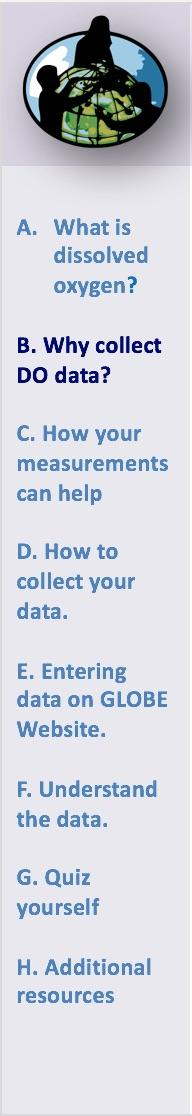 A. What is
dissolved
oxygen?
B. Why collect
DO data?
C. How your
measurements
can help
D. How to
collect your
data.
E. Entering
data on GLOBE
Website.
F. Understand
the data.
G. Quiz
yourself
H. Additional
resources